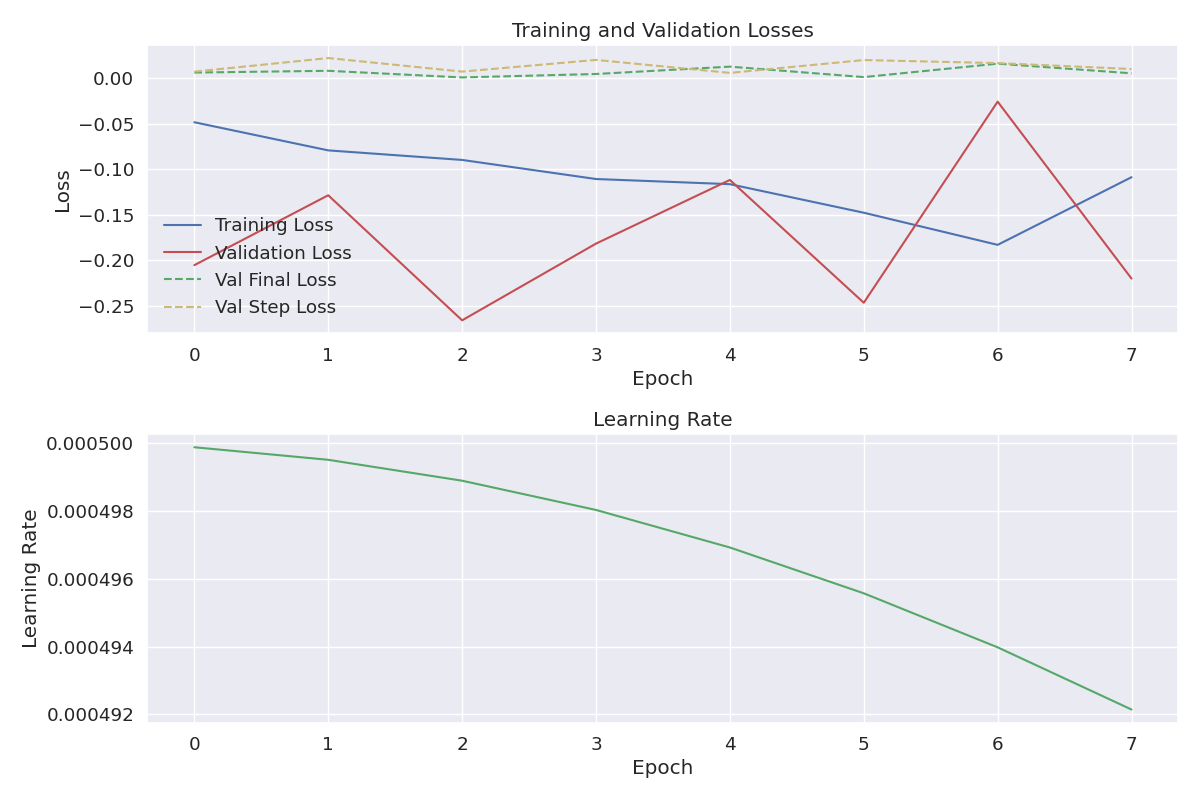 Training and Validation Losses
0.00
−0.05
−0.10
−0.15
−0.20
−0.25
Loss
Training Loss
Validation Loss
Val Final Loss
Val Step Loss
0 1 2 3 4 5 6 7
Epoch
Learning Rate
0.000500
0.000498
0.000496
0.000494
0.000492
Learning Rate
0 1 2 3 4 5 6 7
Epoch